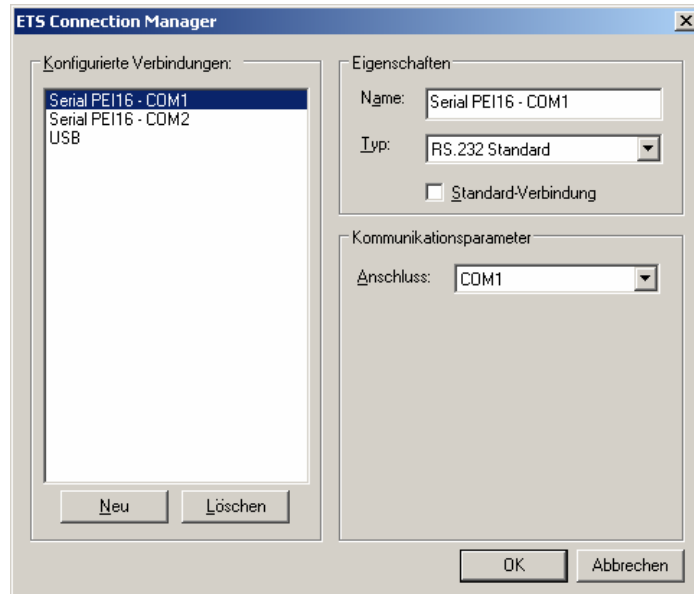 ETS Connection Manager
Konfigurierte Verbindungen:
Serial PEI16 - COM1
Serial PEI16 - COM2
USB
Neu
Löschen
Eigenschaften
Name:
Serial PEI16 - COM1
Typ:
RS.232 Standard
Standard-Verbindung
Kommunikationsparameter
Anschluss:
COM1
OK
Abbrechen